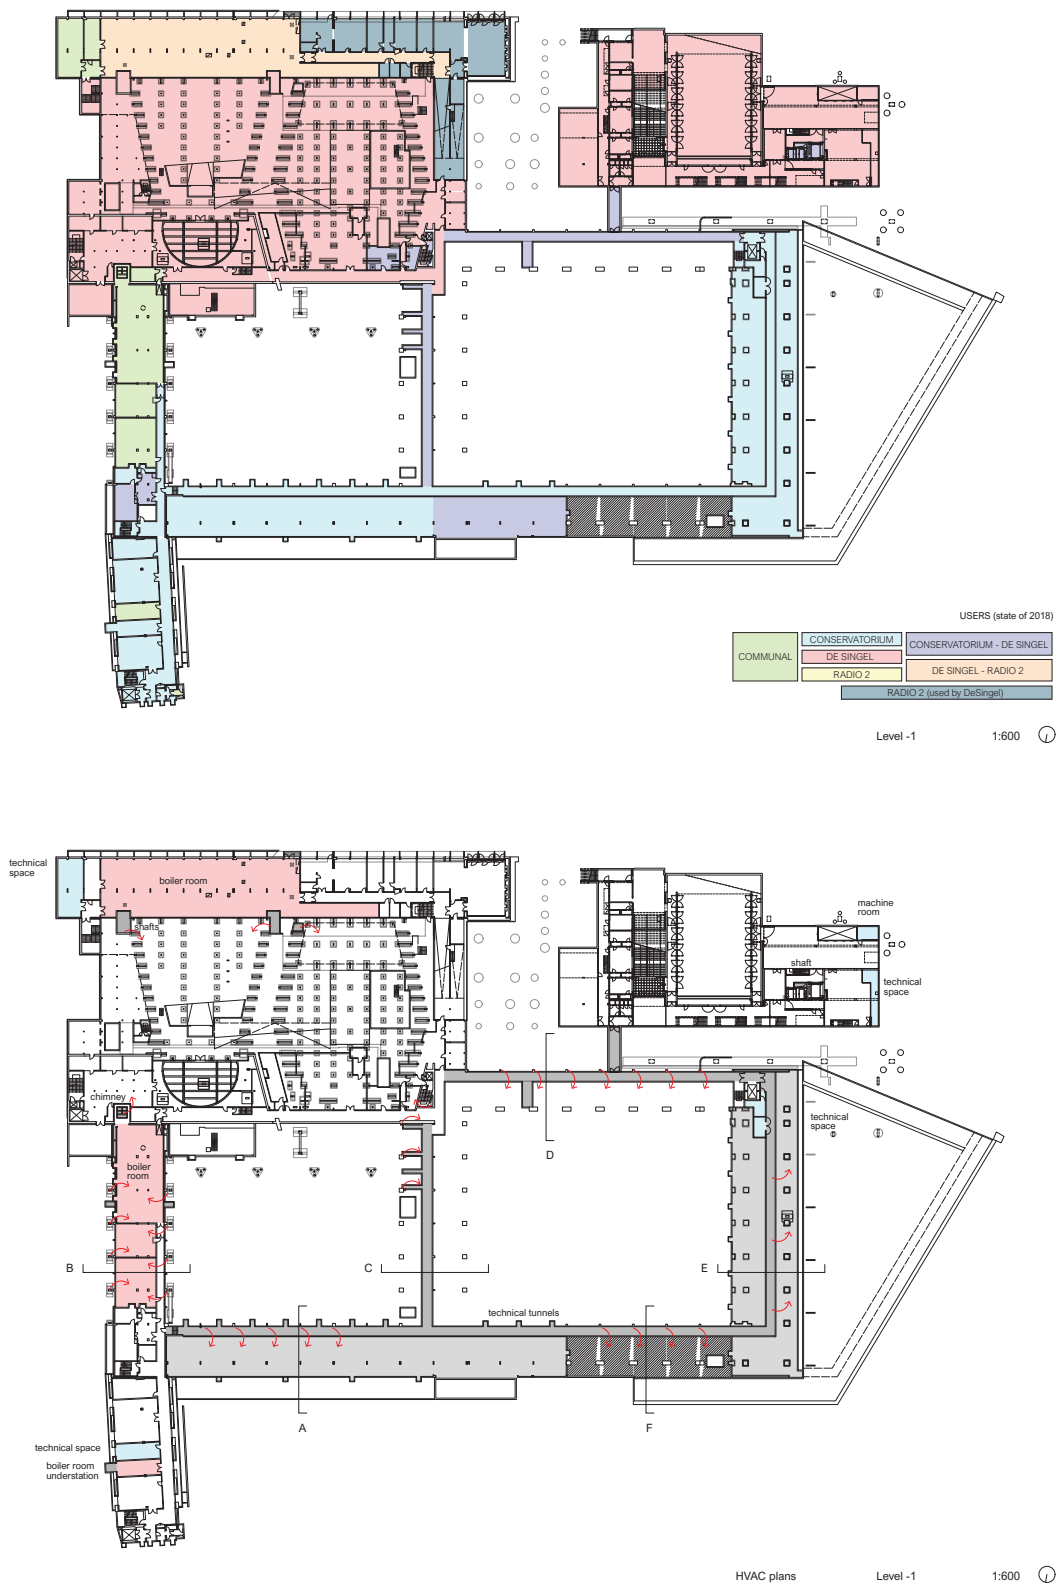 USERS (state of 2018)
COMMUNAL
CONSERVATORIUM
DE SINGEL
RADIO 2
CONSERVATORIUM - DE SINGEL
DE SINGEL - RADIO 2
RADIO 2 (used by DeSingel)
Level -1 1:600
technical
space
boiler room
shafts
machine
room
shaft
technical
space
chimney
technical
space
boiler
room
D
B
C
E
technical tunnels
A
F
technical space
boiler room
understation
HVAC plans Level -1 1:600